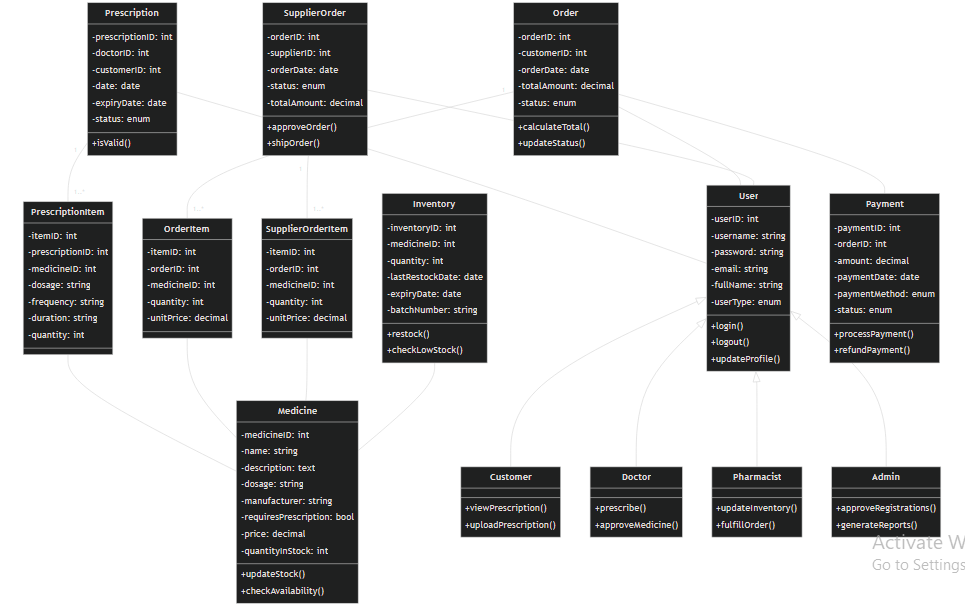 Prescription
-prescriptionID: int
-doctorID: int
-customerID: int
-date: date
-expiryDate: date
-status: enum
+isValid()
SupplierOrder
-orderID: int
-supplierID: int
-orderDate: date
-status: enum
-totalAmount: decimal
+approveOrder()
+shipOrder()
Order
-orderID: int
-customerID: int
-orderDate: date
-totalAmount: decimal
-status: enum
+calculateTotal()
+updateStatus()
PrescriptionItem
-itemID: int
-prescriptionID: int
-medicineID: int
-dosage: string
-frequency: string
-duration: string
-quantity: int
OrderItem
-itemID: int
-orderID: int
-medicineID: int
-quantity: int
-unitPrice: decimal
SupplierOrderItem
-itemID: int
-orderID: int
-medicineID: int
-quantity: int
-unitPrice: decimal
Inventory
-inventoryID: int
-medicineID: int
-quantity: int
-lastRestockDate: date
-expiryDate: date
-batchNumber: string
+restock()
+checkLowStock()
User
-userID: int
-username: string
-password: string
-email: string
-fullName: string
-userType: enum
+login()
+logout()
+updateProfile()
Payment
-paymentID: int
-orderID: int
-amount: decimal
-paymentDate: date
-paymentMethod: enum
-status: enum
+processPayment()
+refundPayment()
Medicine
-medicineID: int
-name: string
-description: text
-dosage: string
-manufacturer: string
-requiresPrescription: bool
-price: decimal
-quantityInStock: int
+updateStock()
+checkAvailability()
Customer
+viewPrescription()
+uploadPrescription()
Doctor
+prescribe()
+approveMedicine()
Pharmacist
+updateInventory()
+fulfillOrder()
Admin
+approveRegistrations()
+generateReports()
Activate W
Go to Settings